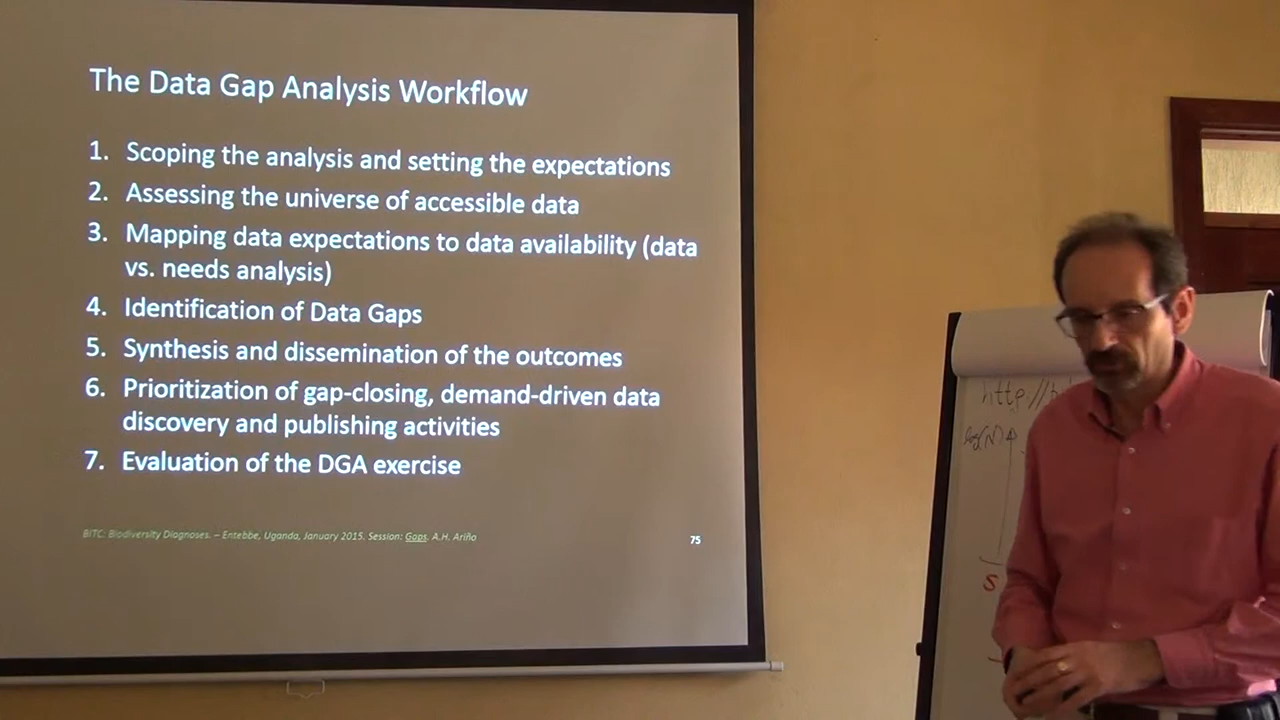 The Data Gap Analysis Workflow
1. Scoping the analysis and setting the expectations
2. Assessing the universe of accessible data
3. Mapping data expectations to data availability (data
vs. needs analysis)
4. Identification of Data Gaps
5. Synthesis and dissemination of the outcomes
6. Prioritization of gap-closing, demand-driven data
discovery and publishing activities
7. Evaluation of the DGA exercise
BITC: Biodiversity Diagnoses. – Entebbe, Uganda, January 2015. Session: Gaps. A.H. Ariño
75
http://b
log(N)
S